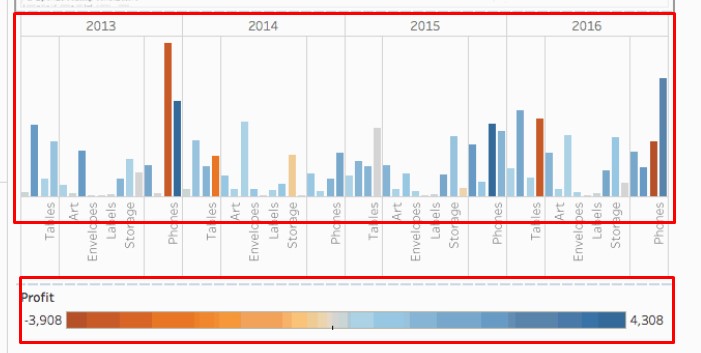 2013 2014 2015 2016
Tables Art Envelopes Labels Storage Phones Tables Art Envelopes Labels Storage Phones Tables Art Envelopes Labels Storage Phones Tables Art Envelopes Labels Storage Phones
Profit
-3,908 4,308